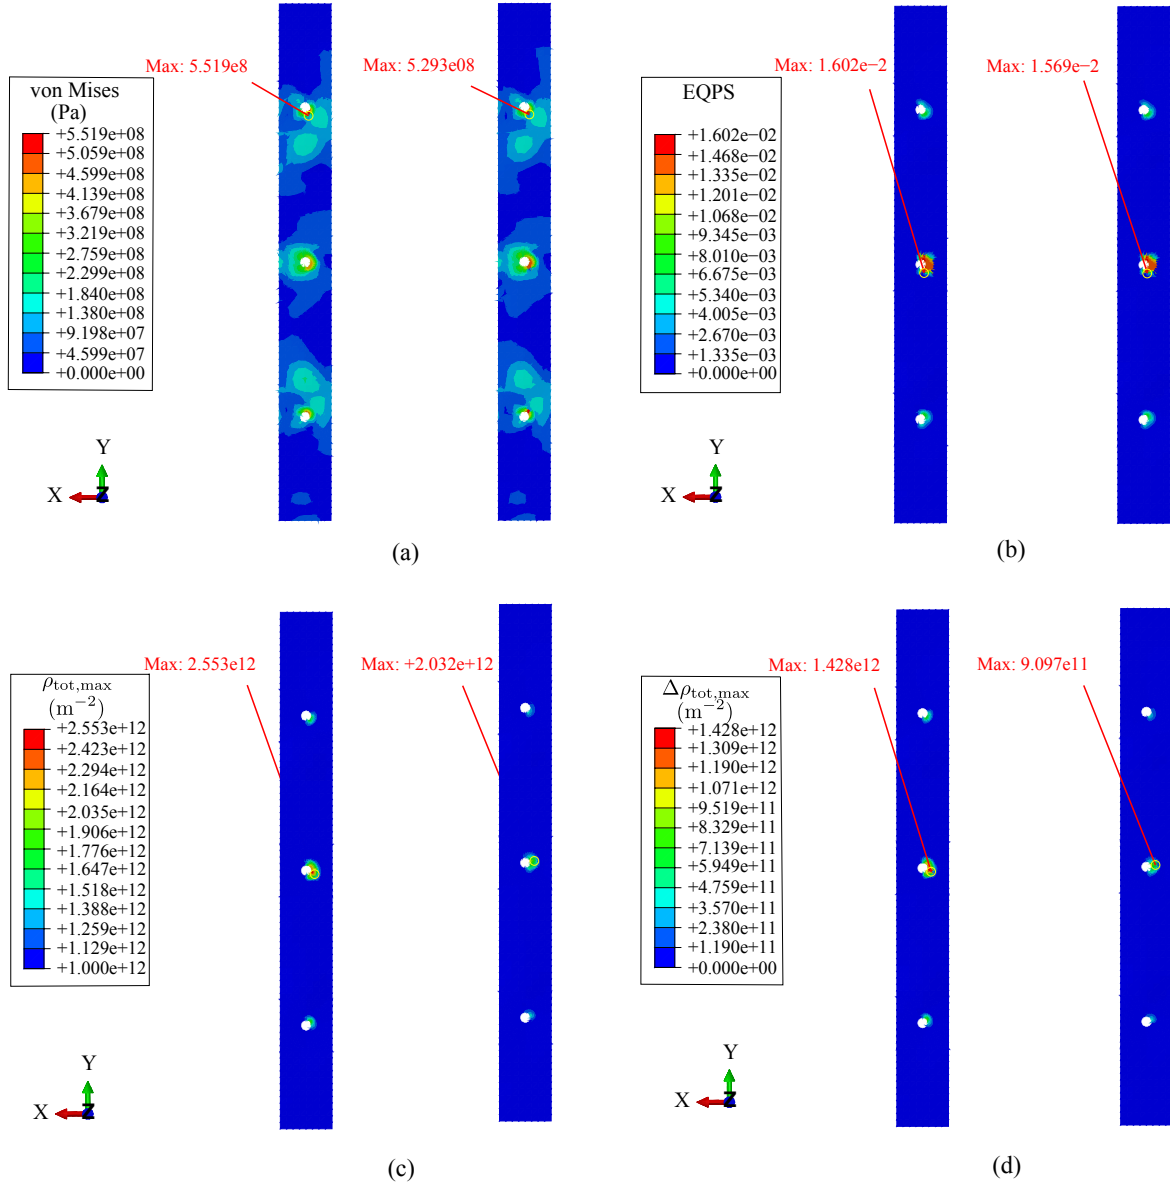 Max: 5.519e8
Max: 5.293e08
von Mises
(Pa)
+5.519e+08
+5.059e+08
+4.599e+08
+4.139e+08
+3.679e+08
+3.219e+08
+2.759e+08
+2.299e+08
+1.840e+08
+1.380e+08
+9.198e+07
+4.599e+07
+0.000e+00
Y
X
Z
(a)
Max: 1.602e−2
Max: 1.569e−2
EQPS
+1.602e−02
+1.468e−02
+1.335e−02
+1.201e−02
+1.068e−02
+9.345e−03
+8.010e−03
+6.675e−03
+5.340e−03
+4.005e−03
+2.670e−03
+1.335e−03
+0.000e+00
Y
X
Z
(b)
Max: 2.553e12
Max: +2.032e+12
ρtot,max
(m−2)
+2.553e+12
+2.423e+12
+2.294e+12
+2.164e+12
+2.035e+12
+1.906e+12
+1.776e+12
+1.647e+12
+1.518e+12
+1.388e+12
+1.259e+12
+1.129e+12
+1.000e+12
Y
X
Z
(c)
Max: 1.428e12
Max: 9.097e11
Δρtot,max
(m−2)
+1.428e+12
+1.309e+12
+1.190e+12
+1.071e+12
+9.519e+11
+8.329e+11
+7.139e+11
+5.949e+11
+4.759e+11
+3.570e+11
+2.380e+11
+1.190e+11
+0.000e+00
Y
X
Z
(d)